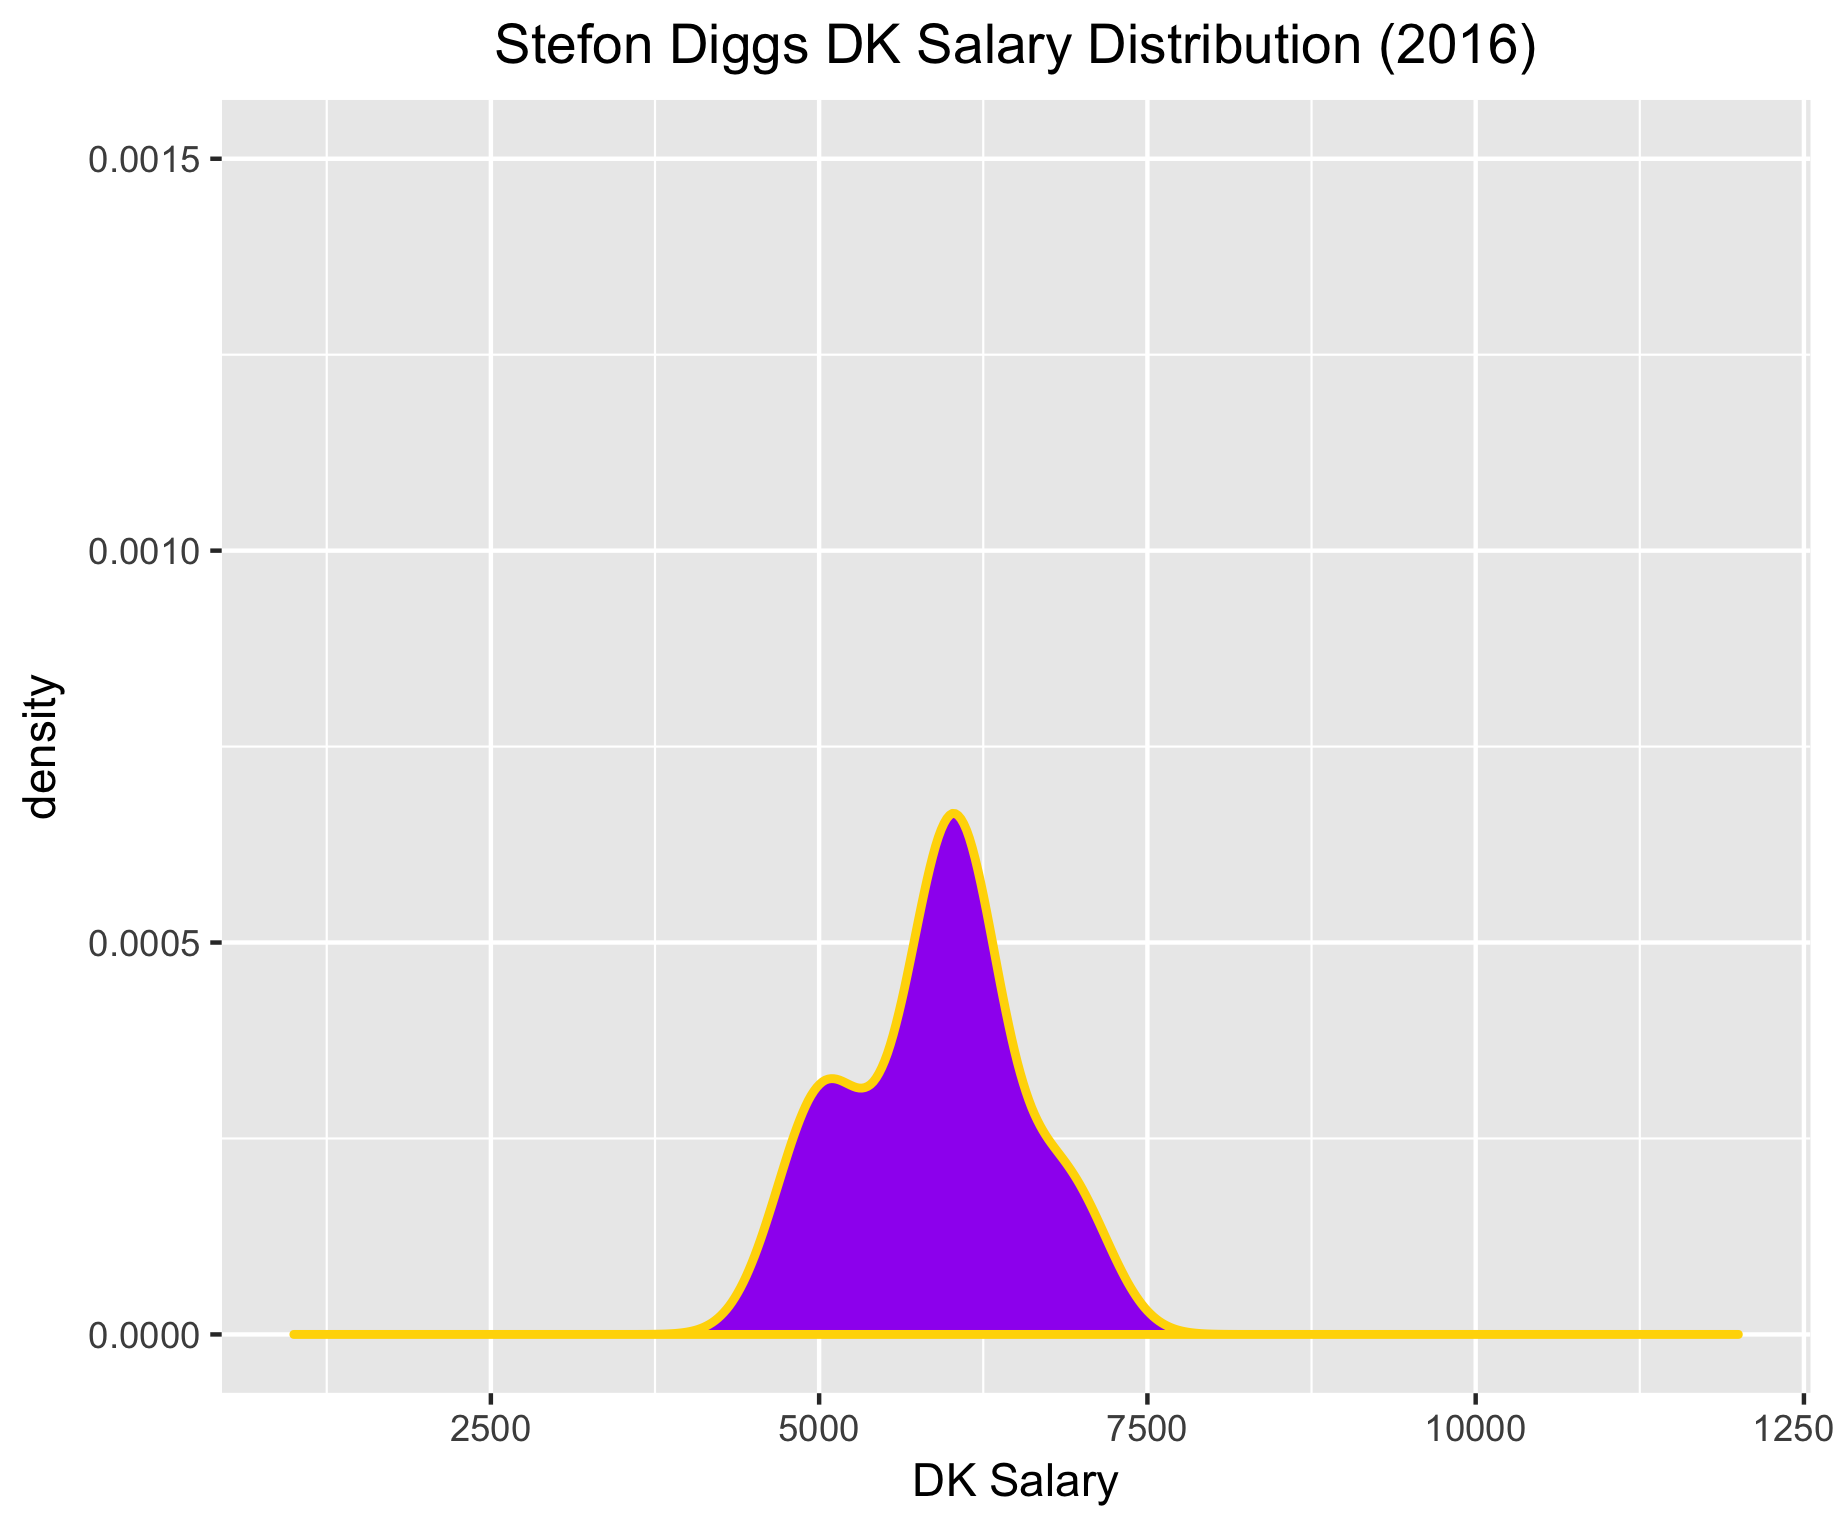 Stefon Diggs DK Salary Distribution (2016)
0.0015
0.0010
0.0005
0.0000
density
2500 5000 7500 10000 1250
DK Salary